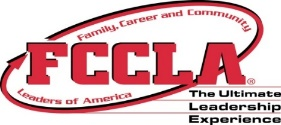 Family, Career and Community
FCCLA®
Leaders of America
The Ultimate
Leadership
Experience